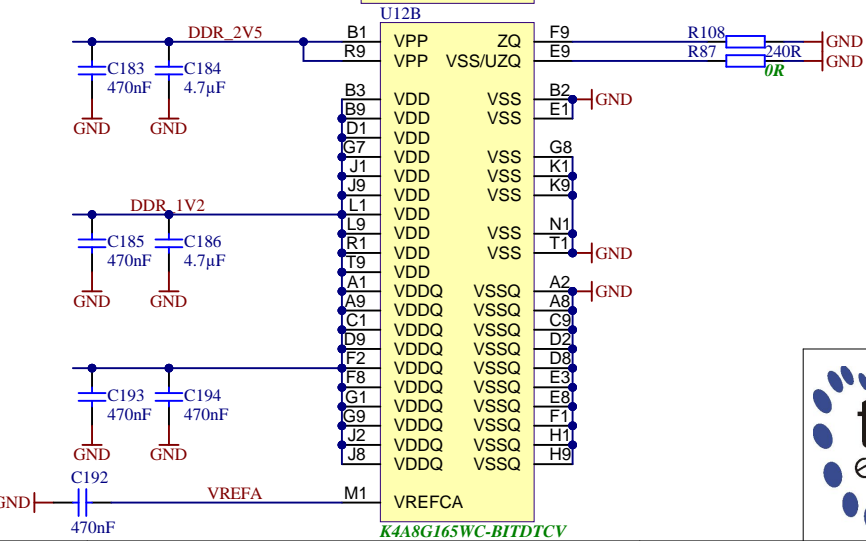 U12B
DDR_2V5
B1 VPP ZQ F9 R108 GND
R9 VPP VSS/UZQ E9 R87 240R GND
0R
C183 C184
470nF 4.7µF
GND GND
B3 VDD VSS B2 GND
B9 VDD VSS E1
D1 VDD
G7 VDD VSS G8
J1 VDD VSS K1
J9 VDD VSS K9
DDR_1V2 L1 VDD
L9 VDD VSS N1
R1 VDD VSS T1 GND
T9 VDD
C185 C186
470nF 4.7µF
GND GND
A1 VDDQ VSSQ A2 GND
A9 VDDQ VSSQ A8
C1 VDDQ VSSQ C9
D9 VDDQ VSSQ D2
F2 VDDQ VSSQ D8
F8 VDDQ VSSQ E3
G1 VDDQ VSSQ E8
G9 VDDQ VSSQ F1
J2 VDDQ VSSQ H1
J8 VDDQ VSSQ H9
C193 C194
470nF 470nF
GND GND
C192
GND VREFA M1 VREFCA
470nF
K4A8G165WC-BITDTCV